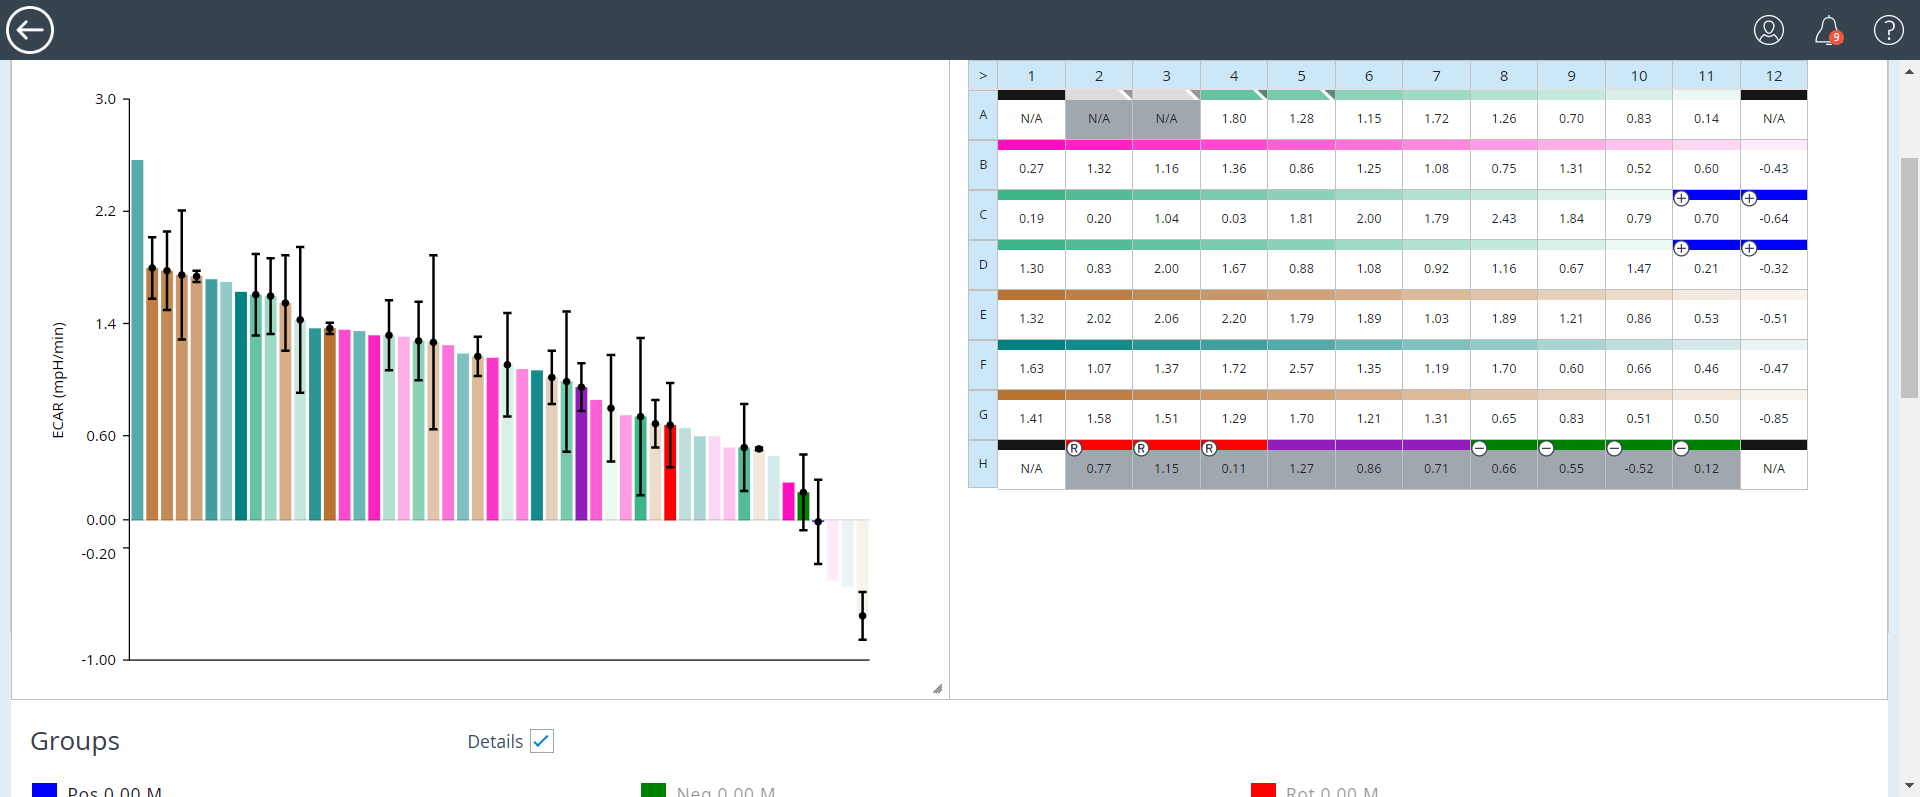 9 ?
3.0
2.2
1.4
0.60
0.00
-0.20
-1.00
ECAR (mpH/min)
> 1 2 3 4 5 6 7 8 9 10 11 12
A N/A N/A N/A 1.80 1.28 1.15 1.72 1.26 0.70 0.83 0.14 N/A
B 0.27 1.32 1.16 1.36 0.86 1.25 1.08 0.75 1.31 0.52 0.60 -0.43
+ +
C 0.19 0.20 1.04 0.03 1.81 2.00 1.79 2.43 1.84 0.79 0.70 -0.64
+ +
D 1.30 0.83 2.00 1.67 0.88 1.08 0.92 1.16 0.67 1.47 0.21 -0.32
E 1.32 2.02 2.06 2.20 1.79 1.89 1.03 1.89 1.21 0.86 0.53 -0.51
F 1.63 1.07 1.37 1.72 2.57 1.35 1.19 1.70 0.60 0.66 0.46 -0.47
G 1.41 1.58 1.51 1.29 1.70 1.21 1.31 0.65 0.83 0.51 0.50 -0.85
R R R − − − −
H N/A 0.77 1.15 0.11 1.27 0.86 0.71 0.66 0.55 -0.52 0.12 N/A
Groups
Details
Pos 0.00 M
Neg 0.00 M
Rot 0.00 M